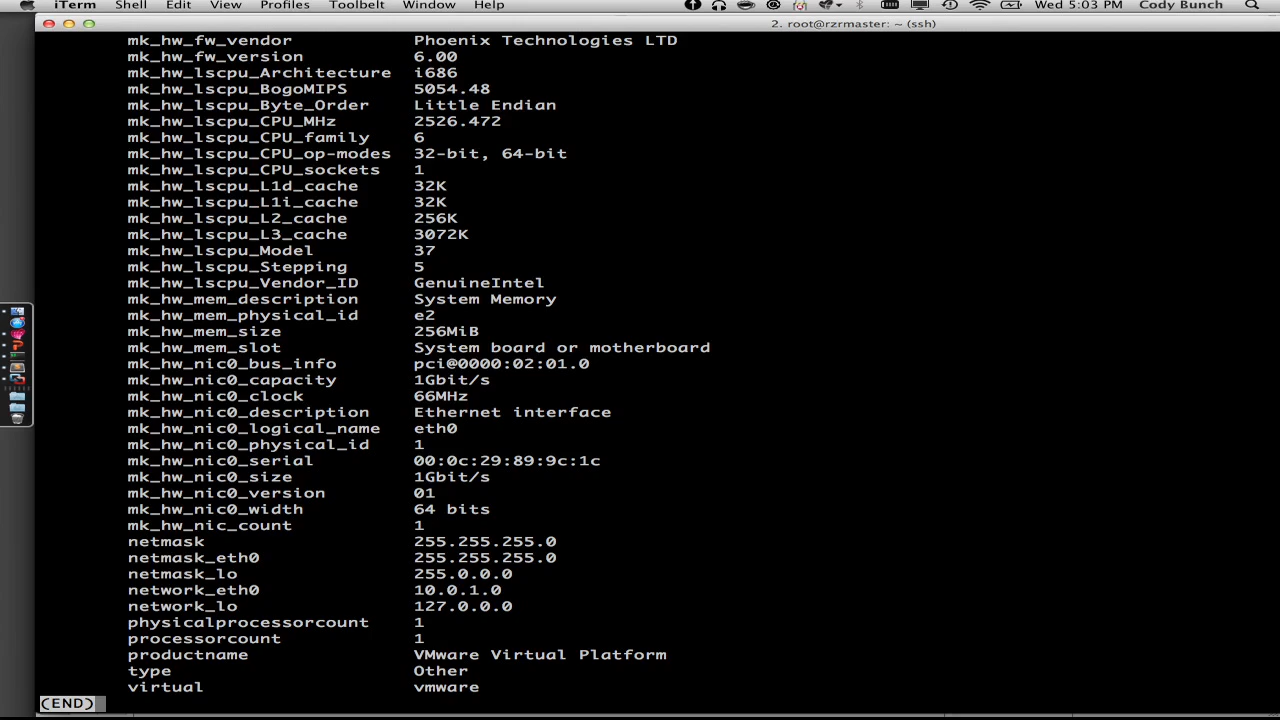 iTerm Shell Edit View Profiles Toolbelt Window Help Wed 5:03 PM Cody Bunch
2. root@rzrmaster: ~ (ssh)
mk_hw_fw_vendor Phoenix Technologies LTD
mk_hw_fw_version 6.00
mk_hw_lscpu_Architecture i686
mk_hw_lscpu_BogoMIPS 5054.48
mk_hw_lscpu_Byte_Order Little Endian
mk_hw_lscpu_CPU_MHz 2526.472
mk_hw_lscpu_CPU_family 6
mk_hw_lscpu_CPU_op-modes 32-bit, 64-bit
mk_hw_lscpu_CPU_sockets 1
mk_hw_lscpu_L1d_cache 32K
mk_hw_lscpu_L1i_cache 32K
mk_hw_lscpu_L2_cache 256K
mk_hw_lscpu_L3_cache 3072K
mk_hw_lscpu_Model 37
mk_hw_lscpu_Stepping 5
mk_hw_lscpu_Vendor_ID GenuineIntel
mk_hw_mem_description System Memory
mk_hw_mem_physical_id e2
mk_hw_mem_size 256MiB
mk_hw_mem_slot System board or motherboard
mk_hw_nic0_bus_info pci@0000:02:01.0
mk_hw_nic0_capacity 1Gbit/s
mk_hw_nic0_clock 66MHz
mk_hw_nic0_description Ethernet interface
mk_hw_nic0_logical_name eth0
mk_hw_nic0_physical_id 1
mk_hw_nic0_serial 00:0c:29:89:9c:1c
mk_hw_nic0_size 1Gbit/s
mk_hw_nic0_version 01
mk_hw_nic0_width 64 bits
mk_hw_nic_count 1
netmask 255.255.255.0
netmask_eth0 255.255.255.0
netmask_lo 255.0.0.0
network_eth0 10.0.1.0
network_lo 127.0.0.0
physicalprocessorcount 1
processorcount 1
productname VMware Virtual Platform
type Other
virtual vmware
(END)